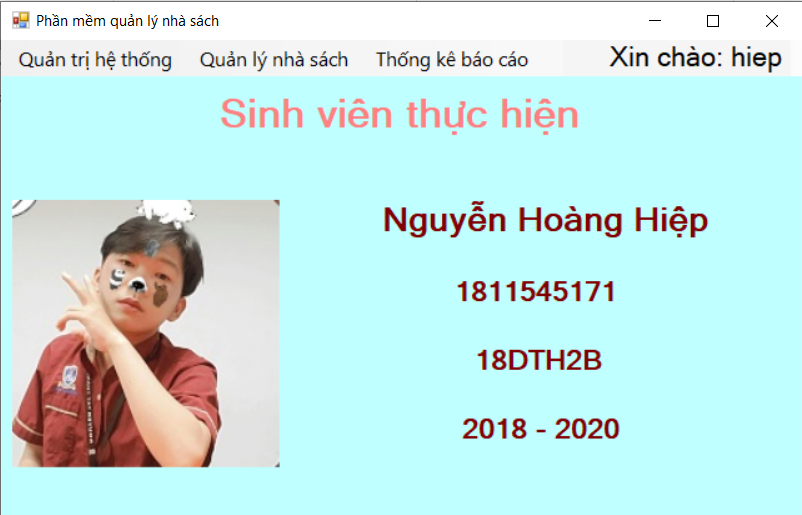 Phần mềm quản lý nhà sách
Quản trị hệ thống Quản lý nhà sách Thống kê báo cáo Xin chào: hiep
Sinh viên thực hiện
Nguyễn Hoàng Hiệp
1811545171
18DTH2B
2018 - 2020